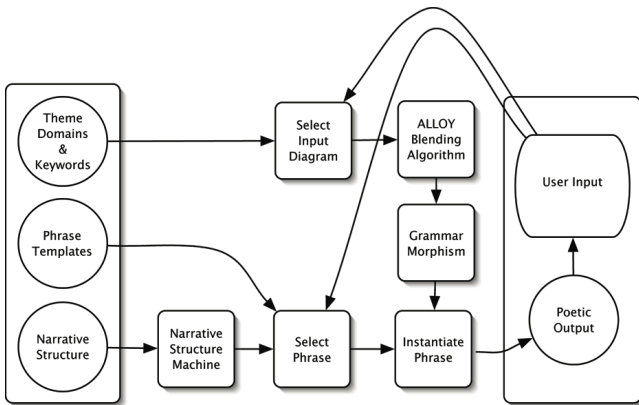 Theme
Domains
&
Keywords
Select
Input
Diagram
ALLOY
Blending
Algorithm
User Input
Phrase
Templates
Grammar
Morphism
Narrative
Structure
Narrative
Structure
Machine
Select
Phrase
Instantiate
Phrase
Poetic
Output